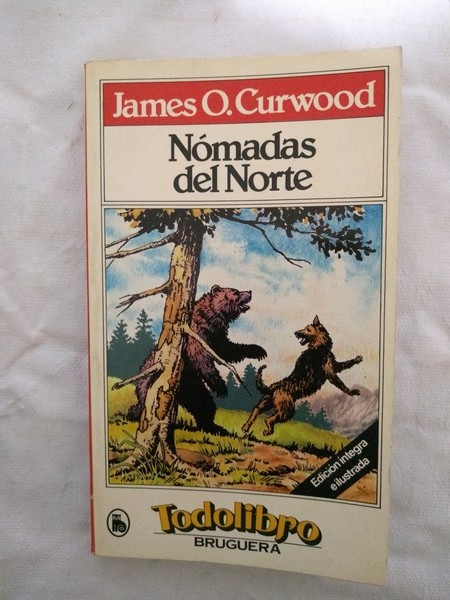 James O. Curwood
Nómadas
del Norte
Edición íntegra
e ilustrada
Todolibro
BRUGUERA